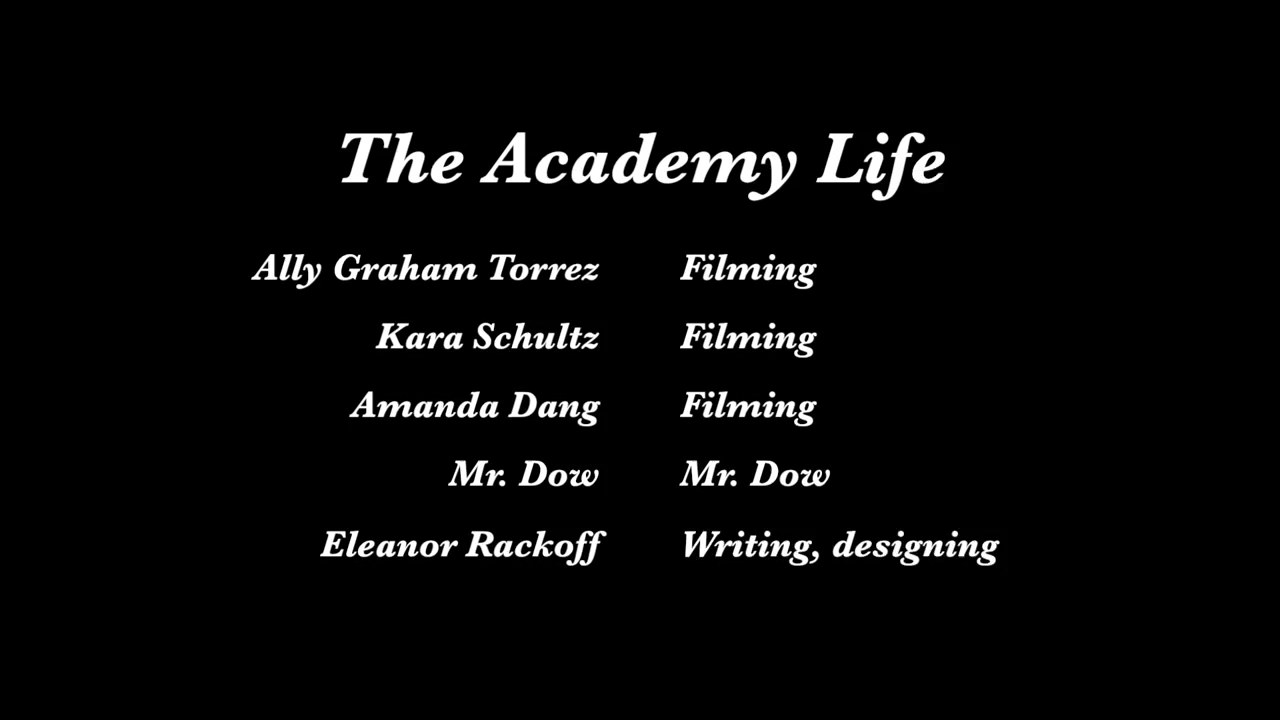 The Academy Life
Ally Graham Torrez Filming
Kara Schultz Filming
Amanda Dang Filming
Mr. Dow Mr. Dow
Eleanor Rackoff Writing, designing